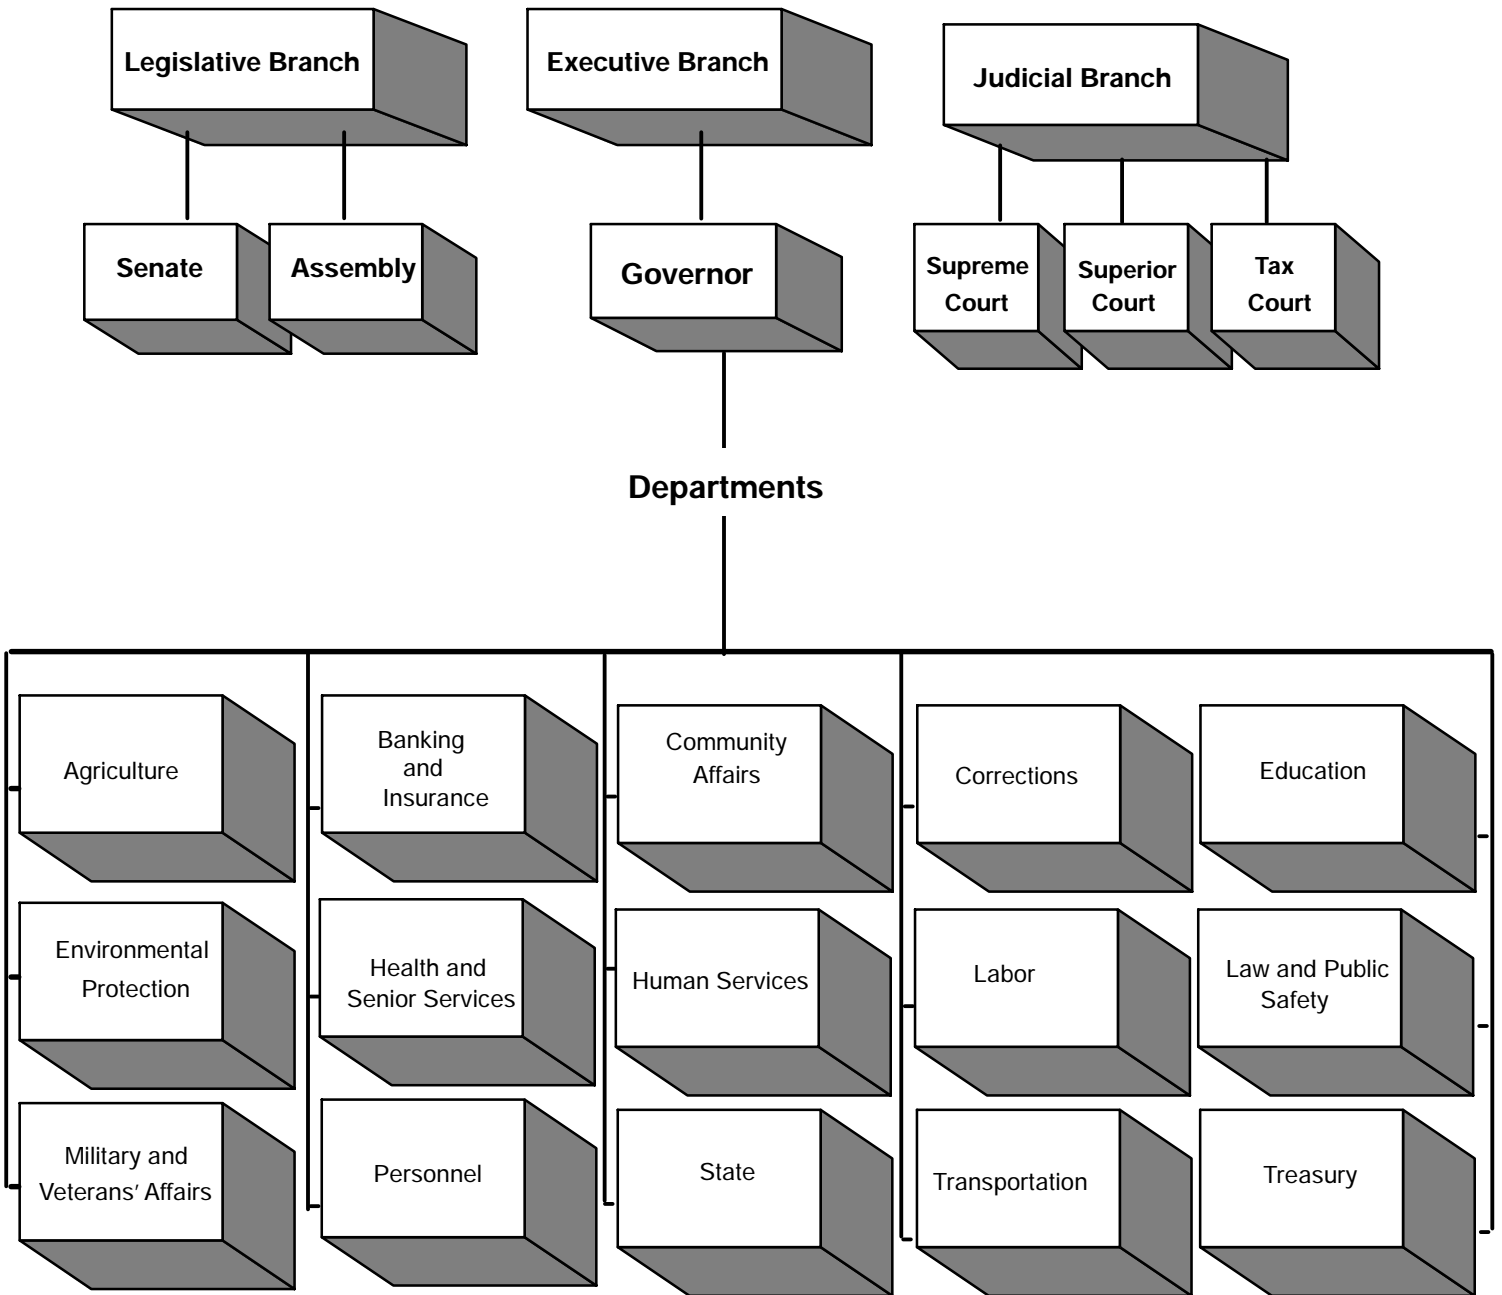 Legislative Branch
Executive Branch
Judicial Branch
Senate
Assembly
Governor
Supreme
Court
Superior
Court
Tax
Court
Departments
Agriculture
Banking
and
Insurance
Community
Affairs
Corrections
Education
Environmental
Protection
Health and
Senior Services
Human Services
Labor
Law and Public
Safety
Military and
Veterans’ Affairs
Personnel
State
Transportation
Treasury